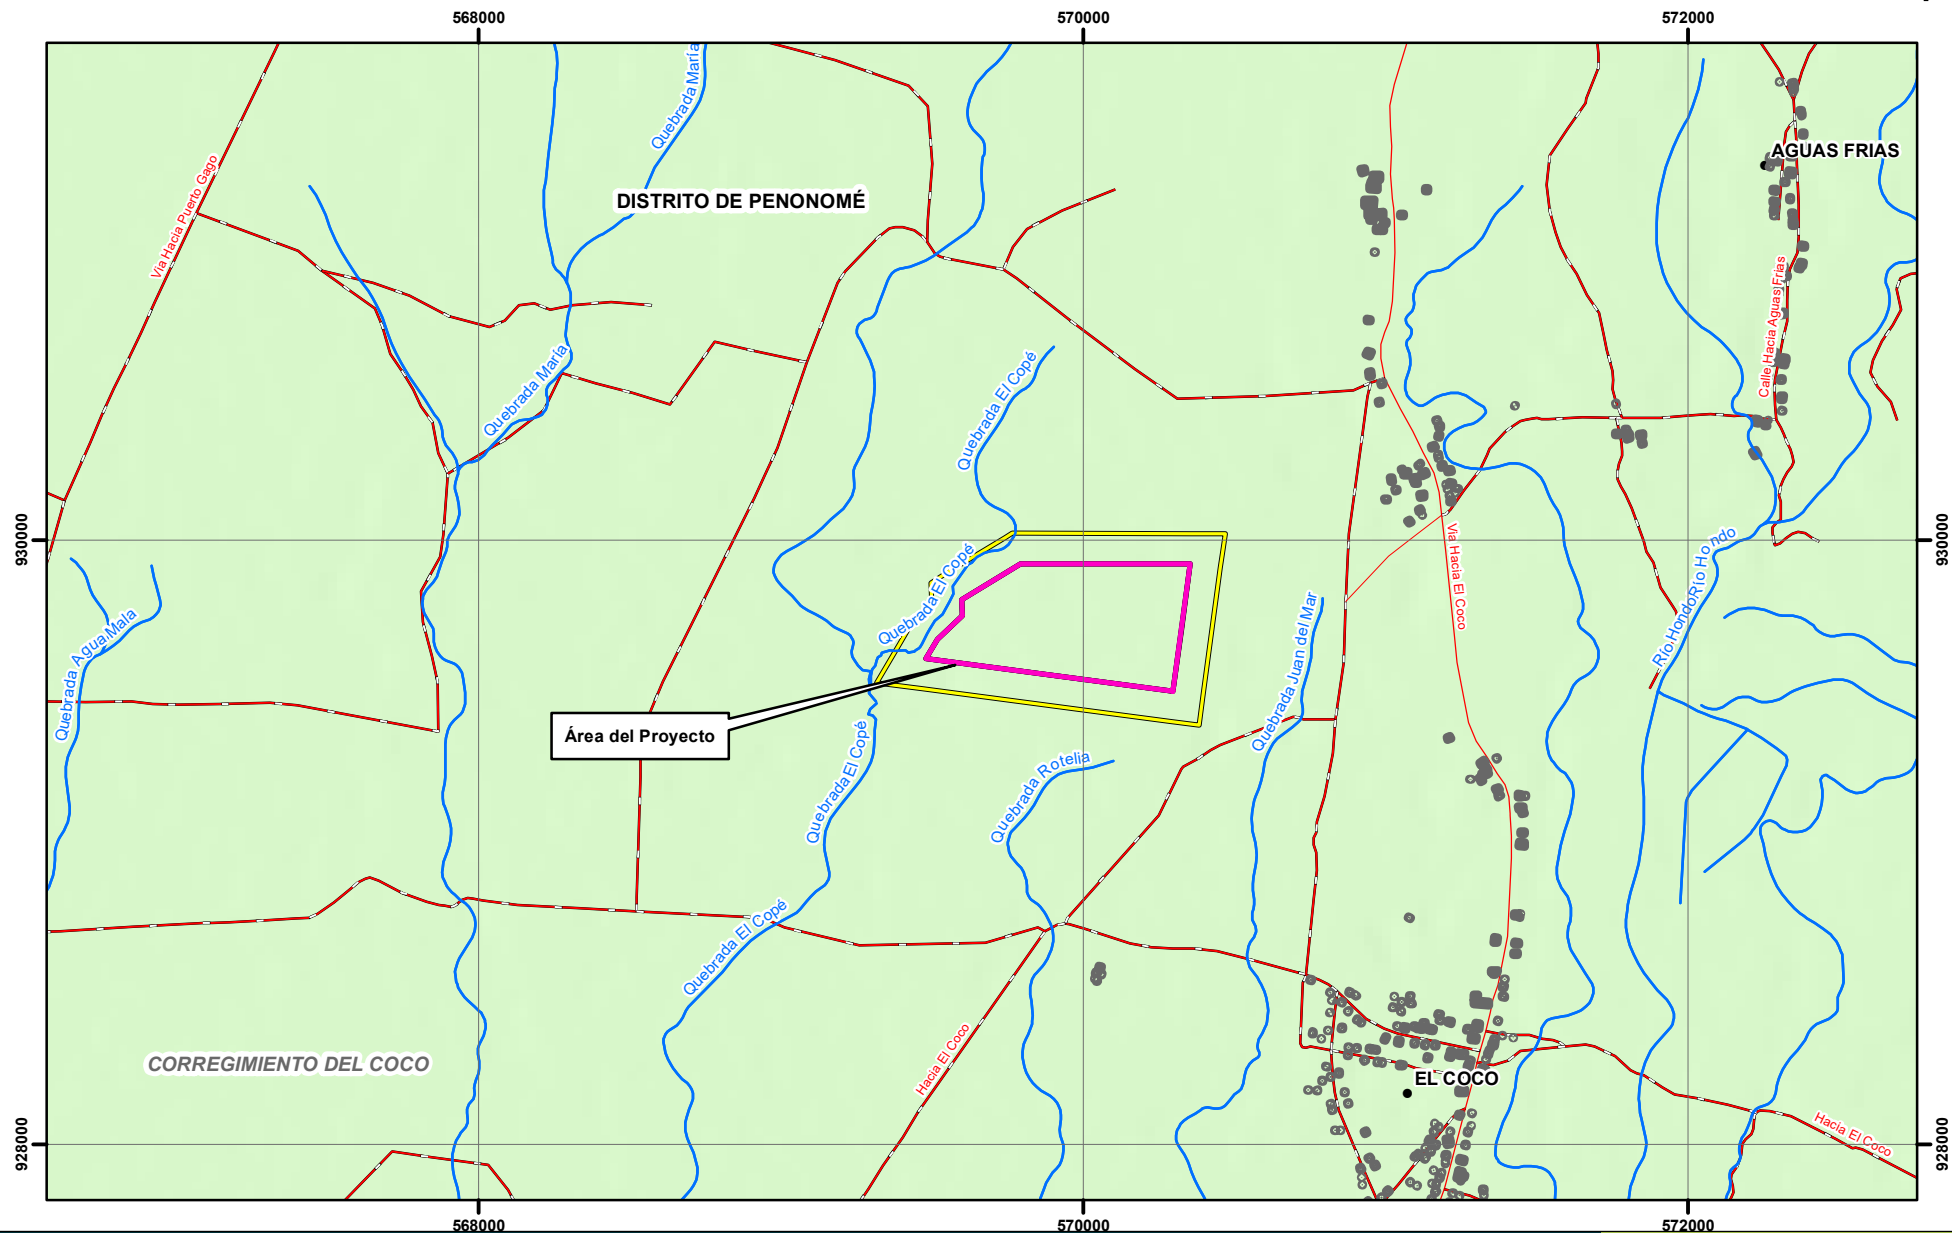 568000
570000
572000
Quebrada María
AGUAS FRIAS
DISTRITO DE PENONOMÉ
Via Hacia Puerto Gago
Calle Hacia Aguas Frias
Quebrada María
Quebrada El Copé
930000
930000
Via Hacia El Coco
Río Hondo
Río Hondo
Quebrada El Copé
Quebrada Agua Mala
Quebrada Juan del Mar
Área del Proyecto
Quebrada El Copé
Quebrada Rotelia
Quebrada El Copé
Hacia El Coco
CORREGIMIENTO DEL COCO
EL COCO
Hacia El Coco
928000
928000
568000
570000
572000